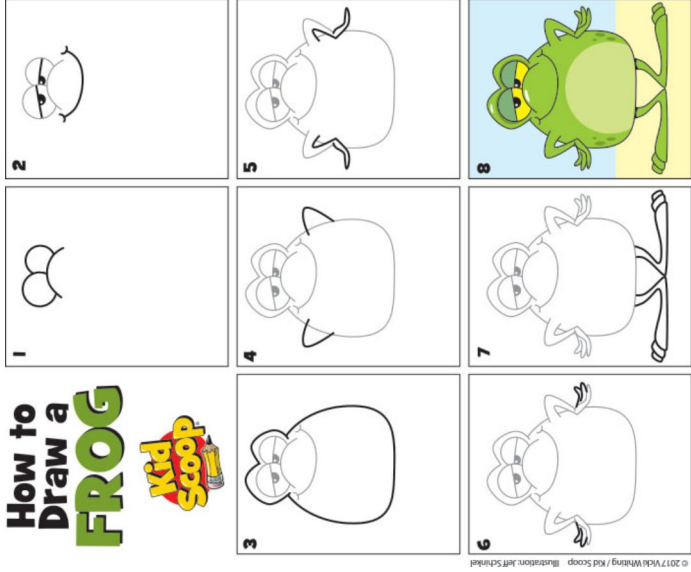 How to
Draw a
FROG
Kid
Scoop
1
2
3
4
5
6
7
8
© 2017 Vicki Whiting / Kid Scoop Illustration: Jeff Schinkel